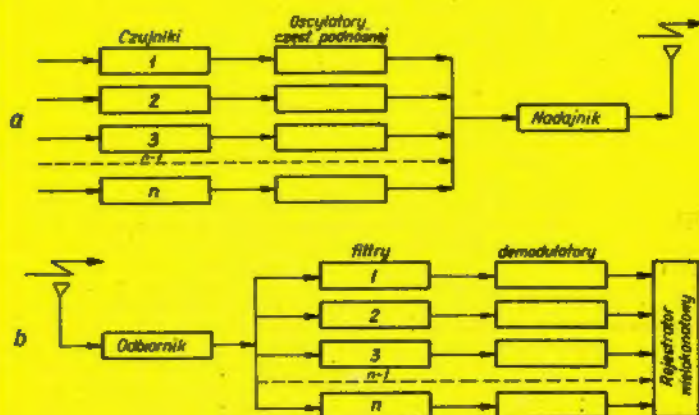 Czujniki
Oscylatory
częst. podnośnej
1
2
a
3
n-1
n
Nadajnik
filtry
demodulatory
1
2
b
Odbiornik
3
n-1
n
Rejestrator
wielokanałowy